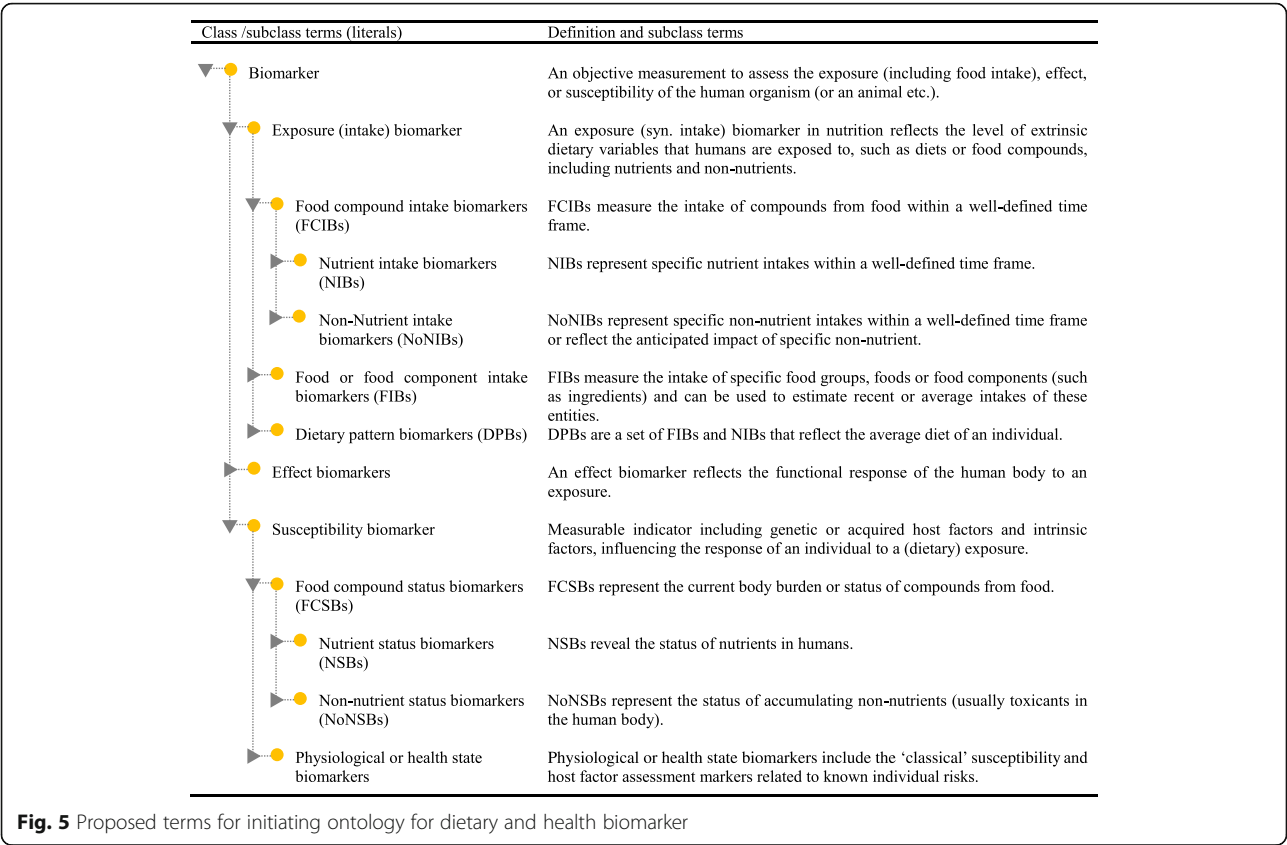 Class /subclass terms (literals) Definition and subclass terms
Biomarker An objective measurement to assess the exposure (including food intake), effect,
or susceptibility of the human organism (or an animal etc.).
Exposure (intake) biomarker An exposure (syn. intake) biomarker in nutrition reflects the level of extrinsic
dietary variables that humans are exposed to, such as diets or food compounds,
including nutrients and non-nutrients.
Food compound intake biomarkers FCIBs measure the intake of compounds from food within a well-defined time
(FCIBs) frame.
Nutrient intake biomarkers NIBs represent specific nutrient intakes within a well-defined time frame.
(NIBs)
Non-Nutrient intake NoNIBs represent specific non-nutrient intakes within a well-defined time frame
biomarkers (NoNIBs) or reflect the anticipated impact of specific non-nutrient.
Food or food component intake FIBs measure the intake of specific food groups, foods or food components (such
biomarkers (FIBs) as ingredients) and can be used to estimate recent or average intakes of these
entities.
Dietary pattern biomarkers (DPBs) DPBs are a set of FIBs and NIBs that reflect the average diet of an individual.
Effect biomarkers An effect biomarker reflects the functional response of the human body to an
exposure.
Susceptibility biomarker Measurable indicator including genetic or acquired host factors and intrinsic
factors, influencing the response of an individual to a (dietary) exposure.
Food compound status biomarkers FCSBs represent the current body burden or status of compounds from food.
(FCSBs)
Nutrient status biomarkers NSBs reveal the status of nutrients in humans.
(NSBs)
Non-nutrient status biomarkers NoNSBs represent the status of accumulating non-nutrients (usually toxicants in
(NoNSBs) the human body).
Physiological or health state Physiological or health state biomarkers include the ‘classical’ susceptibility and
biomarkers host factor assessment markers related to known individual risks.
Fig. 5 Proposed terms for initiating ontology for dietary and health biomarker